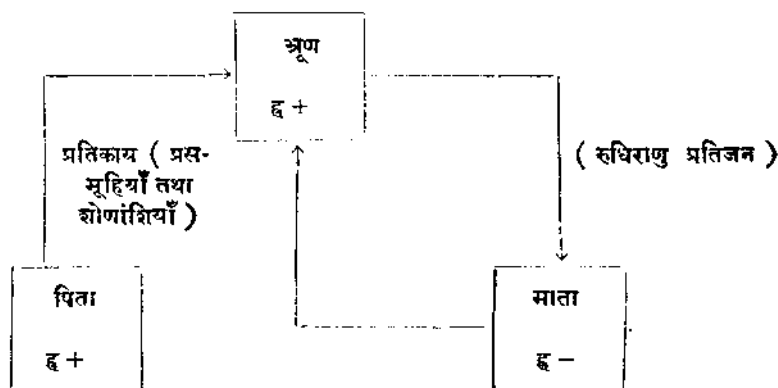 भ्रूण
ह्र +
प्रतिकाय ( प्रस-
मूहियाँ तथा
शोणांशियाँ )
( रुधिराणु प्रतिजन )
पिता
ह्र +
माता
ह्र -